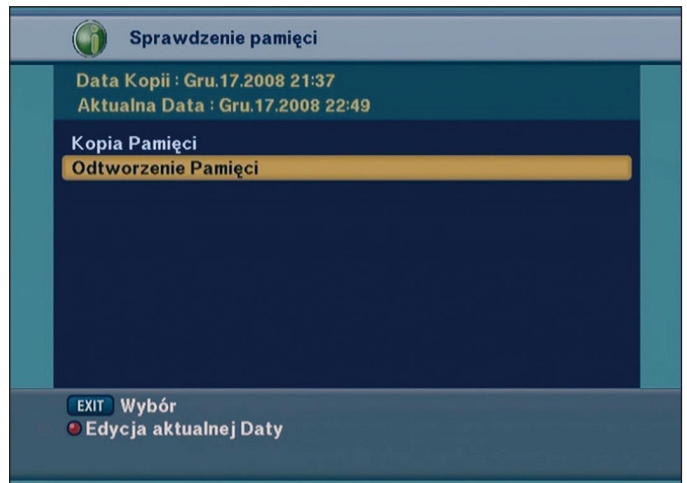 Sprawdzenie pamięci
Data Kopii : Gru.17.2008 21:37
Aktualna Data : Gru.17.2008 22:49
Kopia Pamięci
Odtworzenie Pamięci
EXIT Wybór
Edycja aktualnej Daty